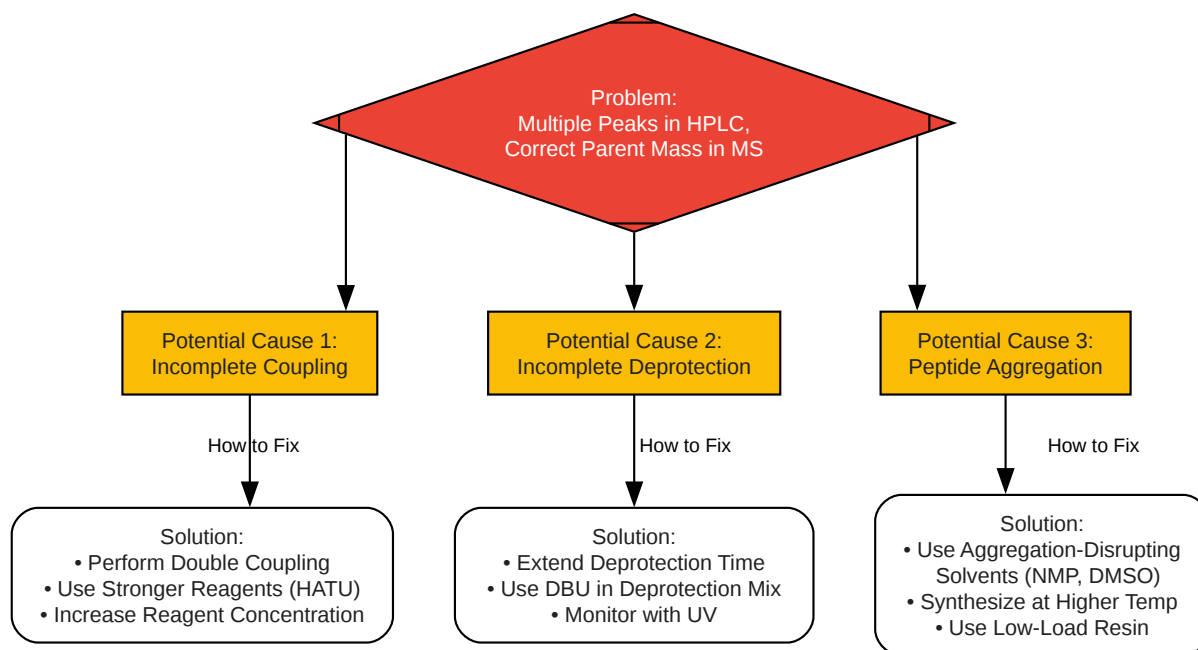 Problem:
Multiple Peaks in HPLC,
Correct Parent Mass in MS
Potential Cause 1:
Incomplete Coupling
Potential Cause 2:
Incomplete Deprotection
Potential Cause 3:
Peptide Aggregation
How to Fix
How to Fix
How to Fix
Solution:
• Perform Double Coupling
• Use Stronger Reagents (HATU)
• Increase Reagent Concentration
Solution:
• Extend Deprotection Time
• Use DBU in Deprotection Mix
• Monitor with UV
Solution:
• Use Aggregation-Disrupting
Solvents (NMP, DMSO)
• Synthesize at Higher Temp
• Use Low-Load Resin